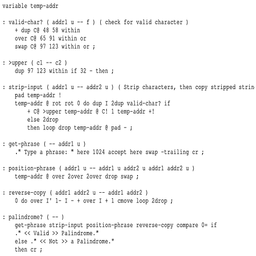 variable temp-addr
: valid-char? ( addr1 u -- f ) ( check for valid character )
+ dup C@ 48 58 within
over C@ 65 91 within or
swap C@ 97 123 within or ;
: >upper ( c1 -- c2 )
dup 97 123 within if 32 - then ;
: strip-input ( addr1 u -- addr2 u ) ( Strip characters, then copy stripped strin
pad temp-addr !
temp-addr @ rot rot 0 do dup I 2dup valid-char? if
+ C@ >upper temp-addr @ C! 1 temp-addr +!
else 2drop
then loop drop temp-addr @ pad - ;
: get-phrase ( -- addr1 u )
." Type a phrase: " here 1024 accept here swap -trailing cr ;
: position-phrase ( addr1 u -- addr1 u addr2 u addr1 addr2 u )
temp-addr @ over 2over 2over drop swap ;
: reverse-copy ( addr1 addr2 u -- addr1 addr2 )
0 do over I' 1- I - + over I + 1 cmove loop 2drop ;
: palindrome? ( -- )
get-phrase strip-input position-phrase reverse-copy compare 0= if
." << Valid >> Palindrome."
else ." << Not >> a Palindrome."
then cr ;